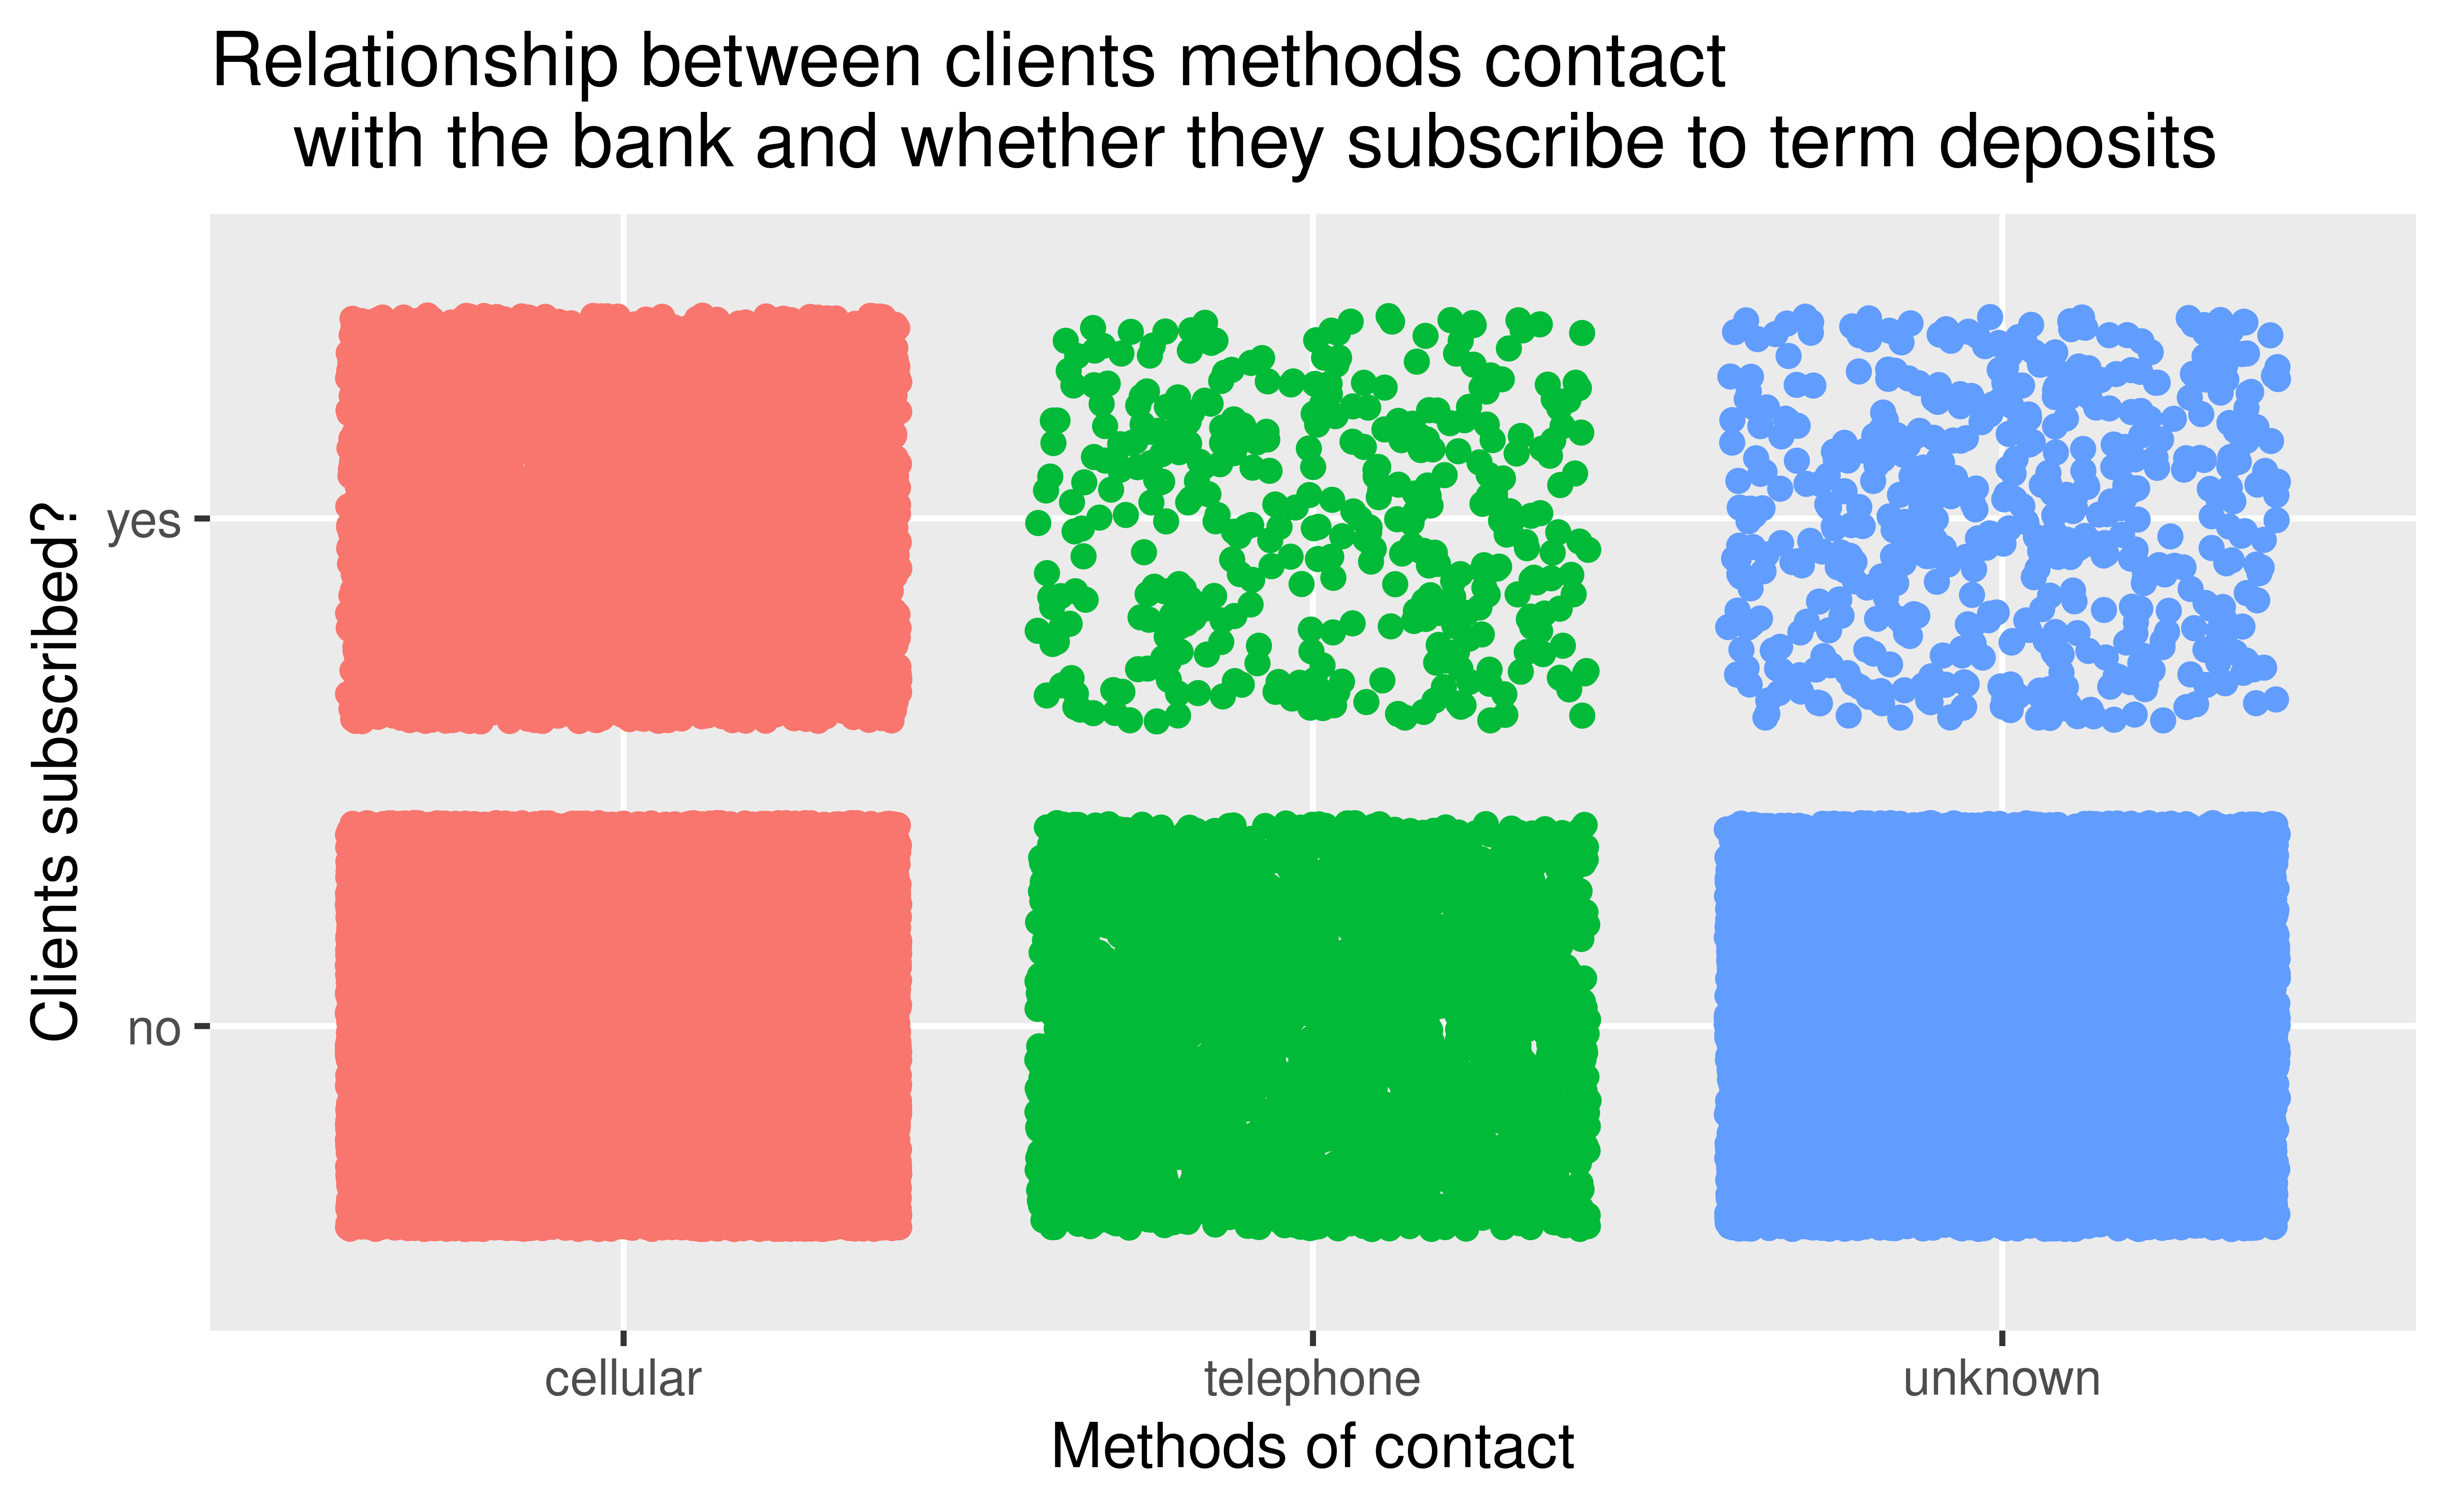 Relationship between clients methods contact
with the bank and whether they subscribe to term deposits
Clients subscribed?
yes
no
cellular
telephone
unknown
Methods of contact